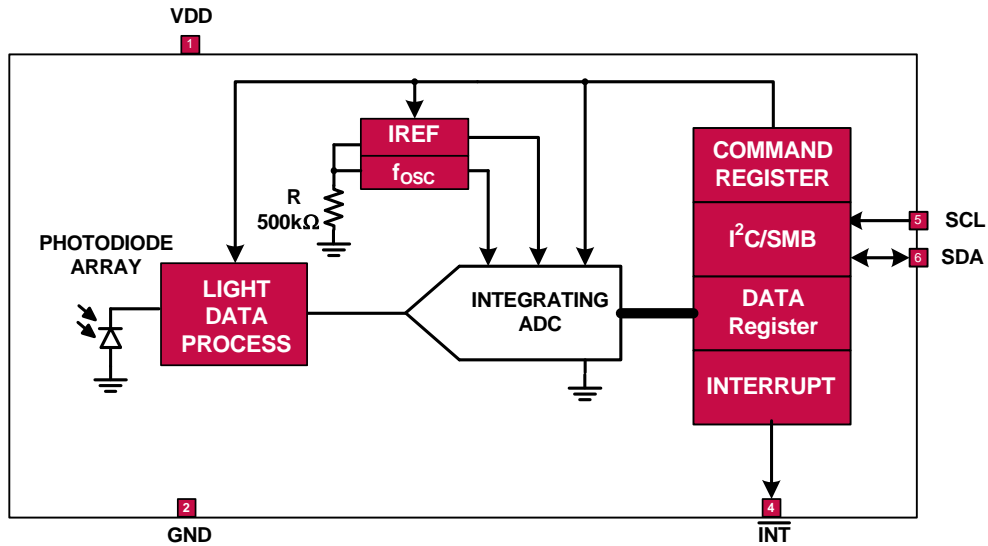 VDD
1
IREF
fOSC
R
500kΩ
PHOTODIODE
ARRAY
LIGHT
DATA
PROCESS
INTEGRATING
ADC
COMMAND
REGISTER
I²C/SMB
DATA
Register
INTERRUPT
5 SCL
6 SDA
2
GND
4
INT